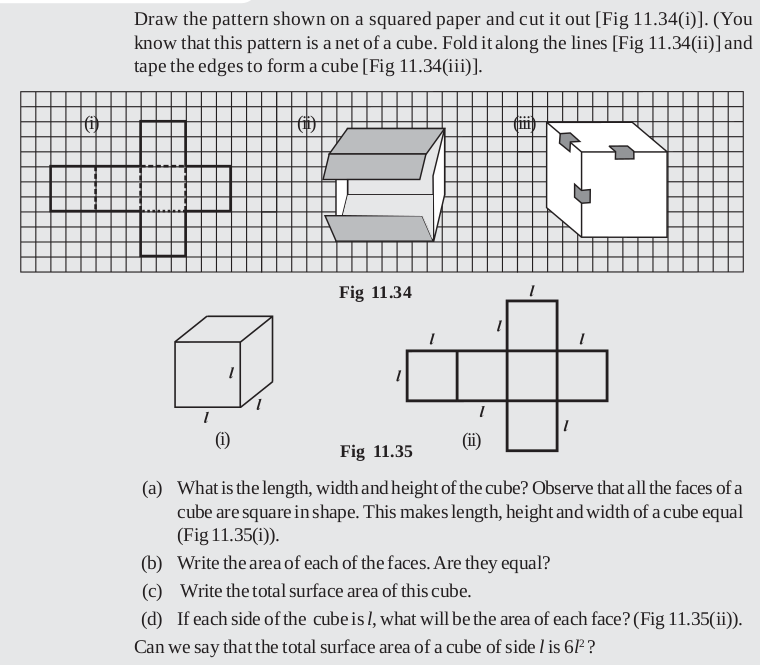 Draw the pattern shown on a squared paper and cut it out [Fig 11.34(i)]. (You
know that this pattern is a net of a cube. Fold it along the lines [Fig 11.34(ii)] and
tape the edges to form a cube [Fig 11.34(iii)].
(i)
(ii)
(iii)
Fig 11.34
l
l
l
l
l
l
l
l
l
(i)
(ii)
Fig 11.35
(a) What is the length, width and height of the cube? Observe that all the faces of a
cube are square in shape. This makes length, height and width of a cube equal
(Fig 11.35(i)).
(b) Write the area of each of the faces. Are they equal?
(c) Write the total surface area of this cube.
(d) If each side of the cube is l, what will be the area of each face? (Fig 11.35(ii)).
Can we say that the total surface area of a cube of side l is 6l² ?